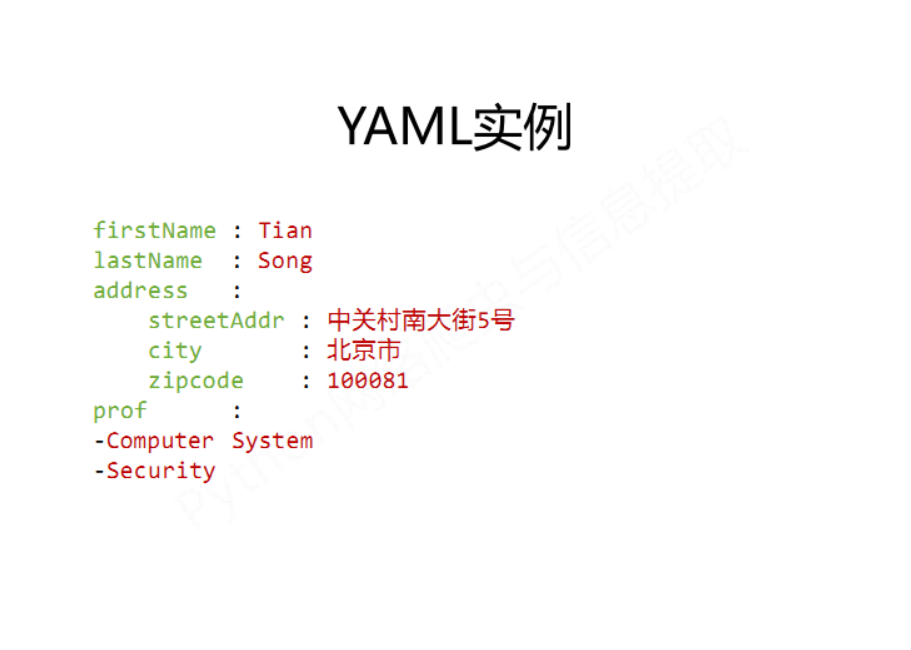 YAML实例
firstName : Tian
lastName  : Song
address   :
    streetAddr : 中关村南大街5号
    city       : 北京市
    zipcode    : 100081
prof      :
-Computer System
-Security
Python网络爬虫与信息提取